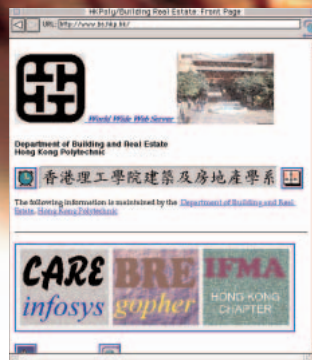 HKPoly/Building Real Estate: Front Page
URL: http://www.bs.hkp.hk/
World Wide Web Server
Department of Building and Real Estate
Hong Kong Polytechnic
香港理工學院建築及房地產學系
The following information is maintained by the Department of Building and Real
Estate, Hong Kong Polytechnic
CARE BRE IFMA
infosys gopher HONG KONG
CHAPTER